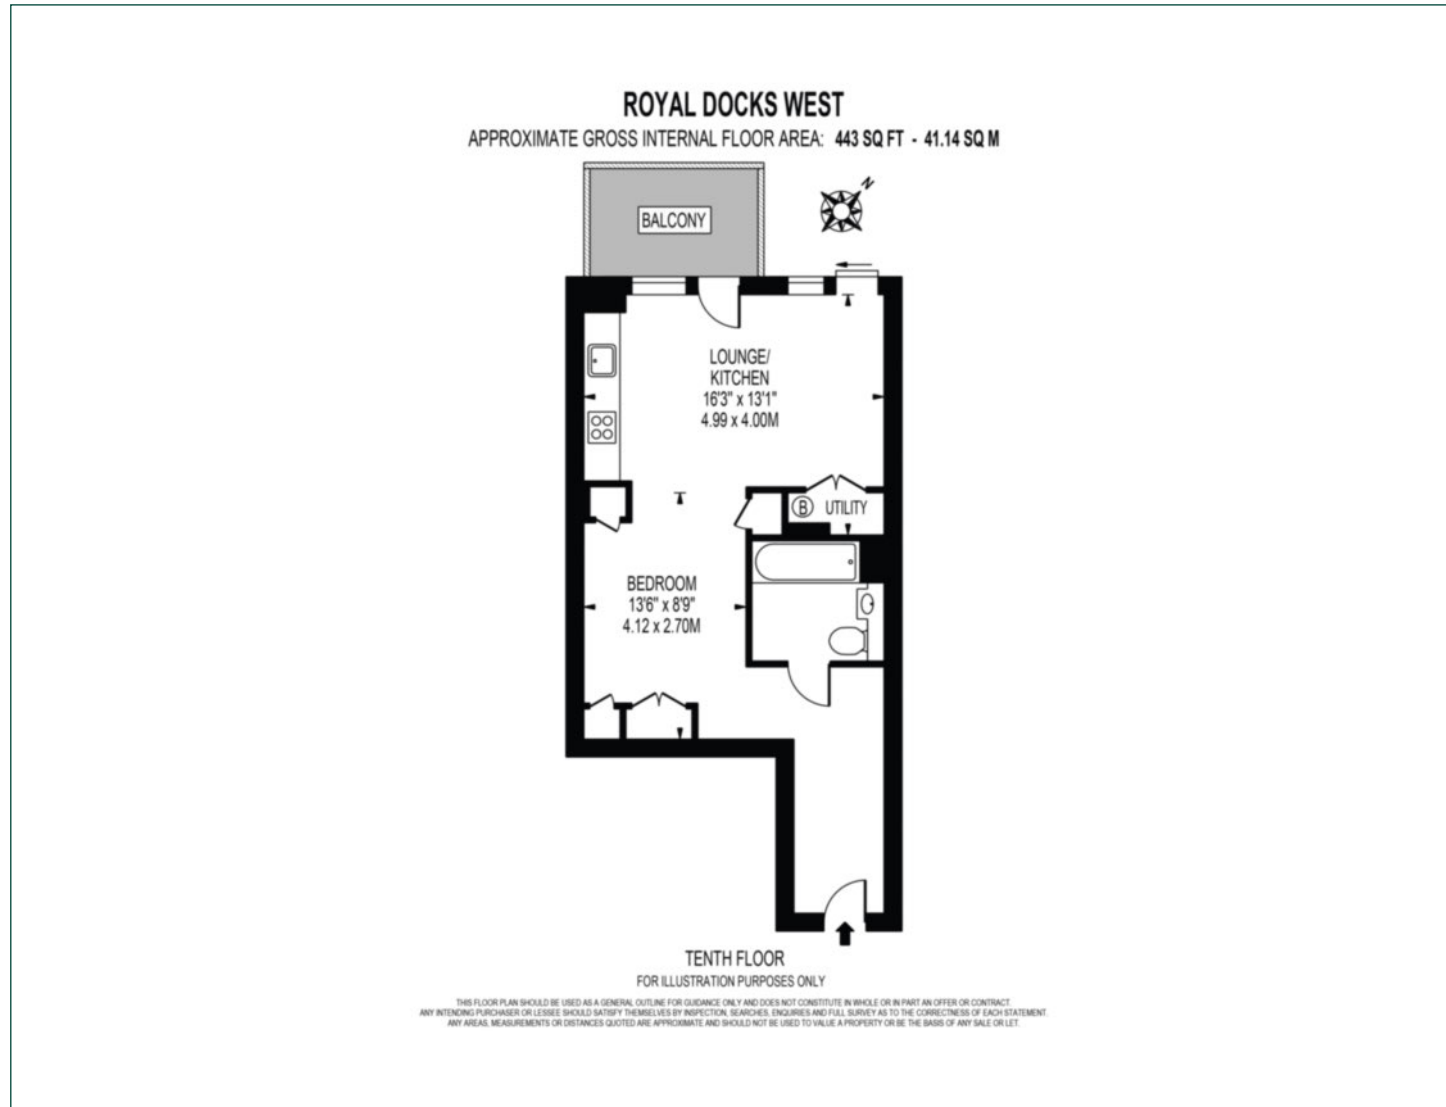 ROYAL DOCKS WEST
APPROXIMATE GROSS INTERNAL FLOOR AREA: 443 SQ FT - 41.14 SQ M
N
BALCONY
LOUNGE/
KITCHEN
16'3" x 13'1"
4.99 x 4.00M
B UTILITY
BEDROOM
13'6" x 8'9"
4.12 x 2.70M
TENTH FLOOR
FOR ILLUSTRATION PURPOSES ONLY
THIS FLOOR PLAN SHOULD BE USED AS A GENERAL OUTLINE FOR GUIDANCE ONLY AND DOES NOT CONSTITUTE IN WHOLE OR IN PART AN OFFER OR CONTRACT.
ANY INTENDING PURCHASER OR LESSEE SHOULD SATISFY THEMSELVES BY INSPECTION, SEARCHES, ENQUIRIES AND FULL SURVEY AS TO THE CORRECTNESS OF EACH STATEMENT.
ANY AREAS, MEASUREMENTS OR DISTANCES QUOTED ARE APPROXIMATE AND SHOULD NOT BE USED TO VALUE A PROPERTY OR BE THE BASIS OF ANY SALE OR LET.